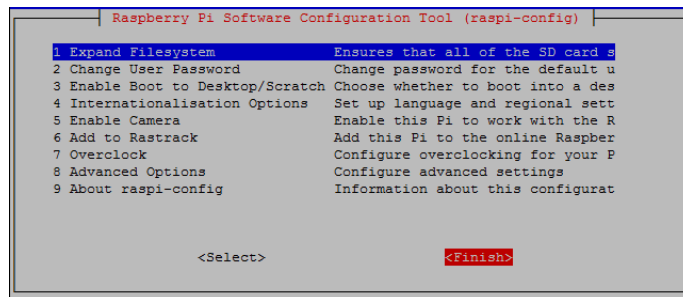 Raspberry Pi Software Configuration Tool (raspi-config)
1 Expand Filesystem Ensures that all of the SD card s
2 Change User Password Change password for the default u
3 Enable Boot to Desktop/Scratch Choose whether to boot into a des
4 Internationalisation Options Set up language and regional sett
5 Enable Camera Enable this Pi to work with the R
6 Add to Rastrack Add this Pi to the online Raspber
7 Overclock Configure overclocking for your P
8 Advanced Options Configure advanced settings
9 About raspi-config Information about this configurat
<Select> <Finish>